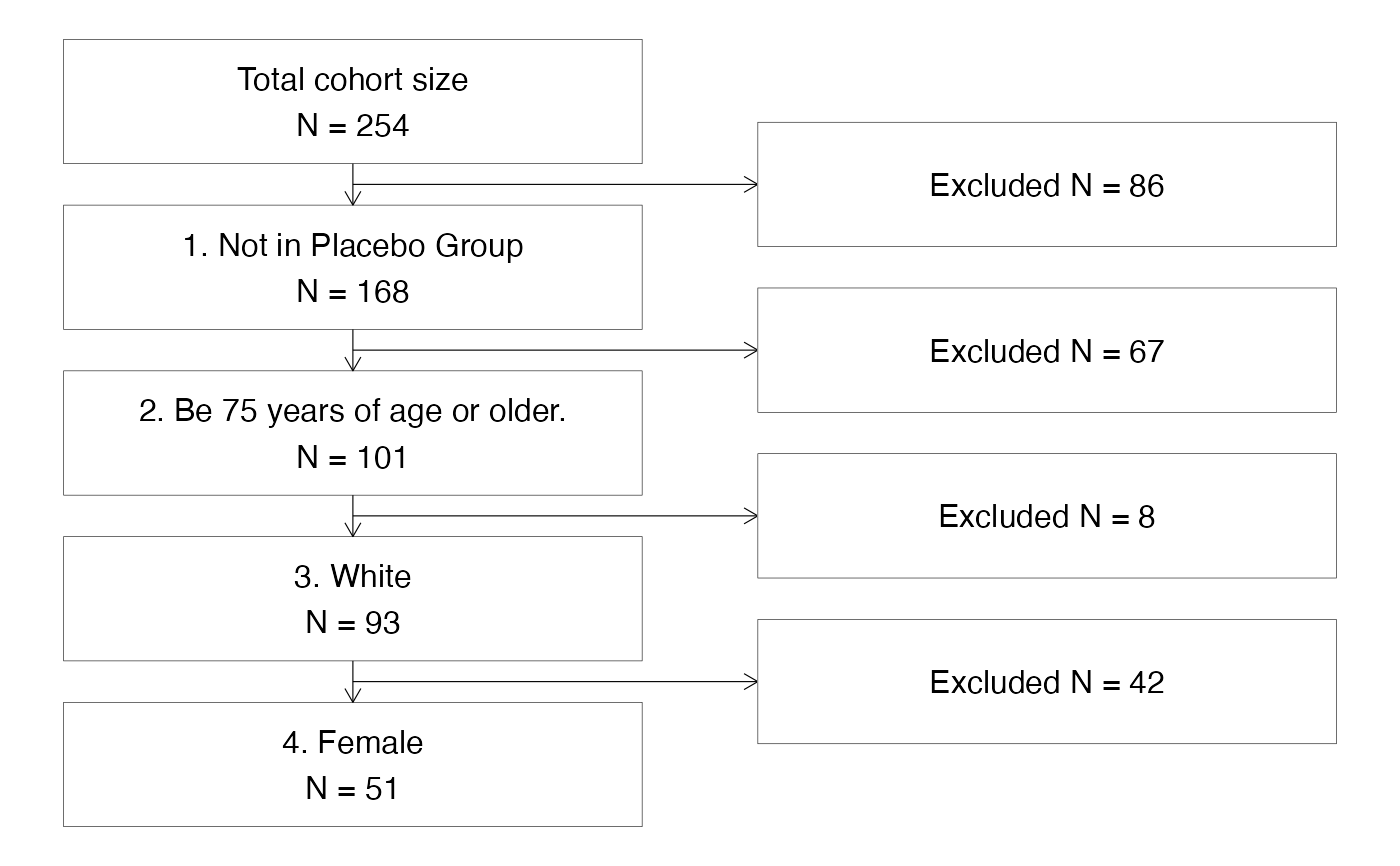 Total cohort size
N = 254
Excluded N = 86
1. Not in Placebo Group
N = 168
Excluded N = 67
2. Be 75 years of age or older.
N = 101
Excluded N = 8
3. White
N = 93
Excluded N = 42
4. Female
N = 51